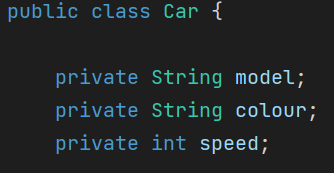 public class Car {
private String model;
private String colour;
private int speed;